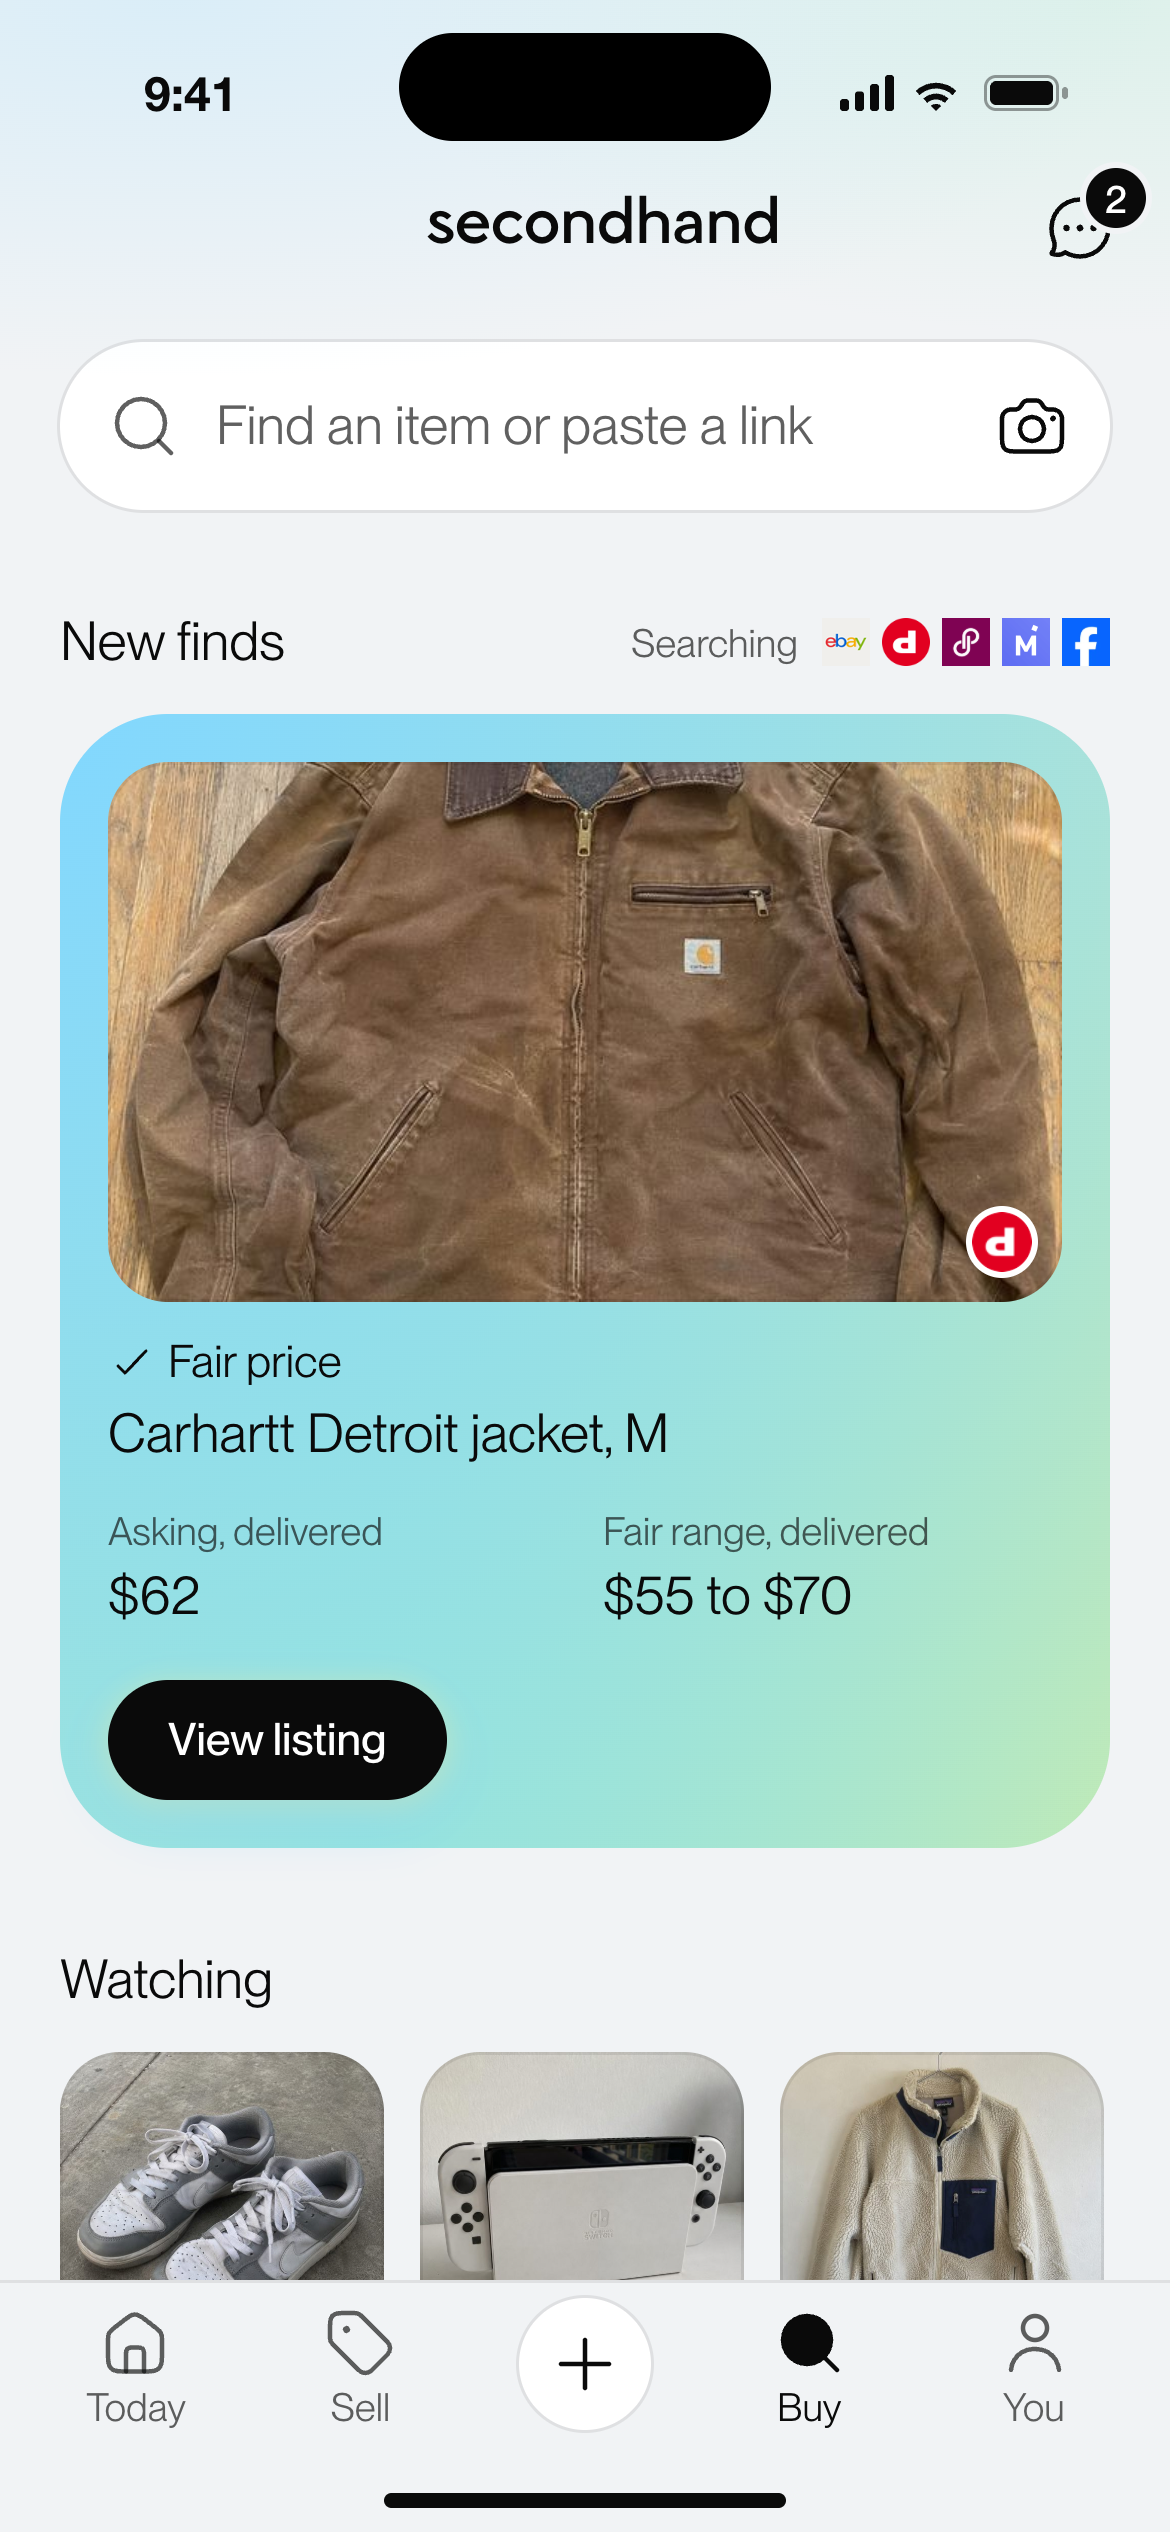 9:41
secondhand
2
Find an item or paste a link
New finds
Searching
ebay
Fair price
Carhartt Detroit jacket, M
Asking, delivered
Fair range, delivered
$62
$55 to $70
View listing
Watching
Today
Sell
Buy
You